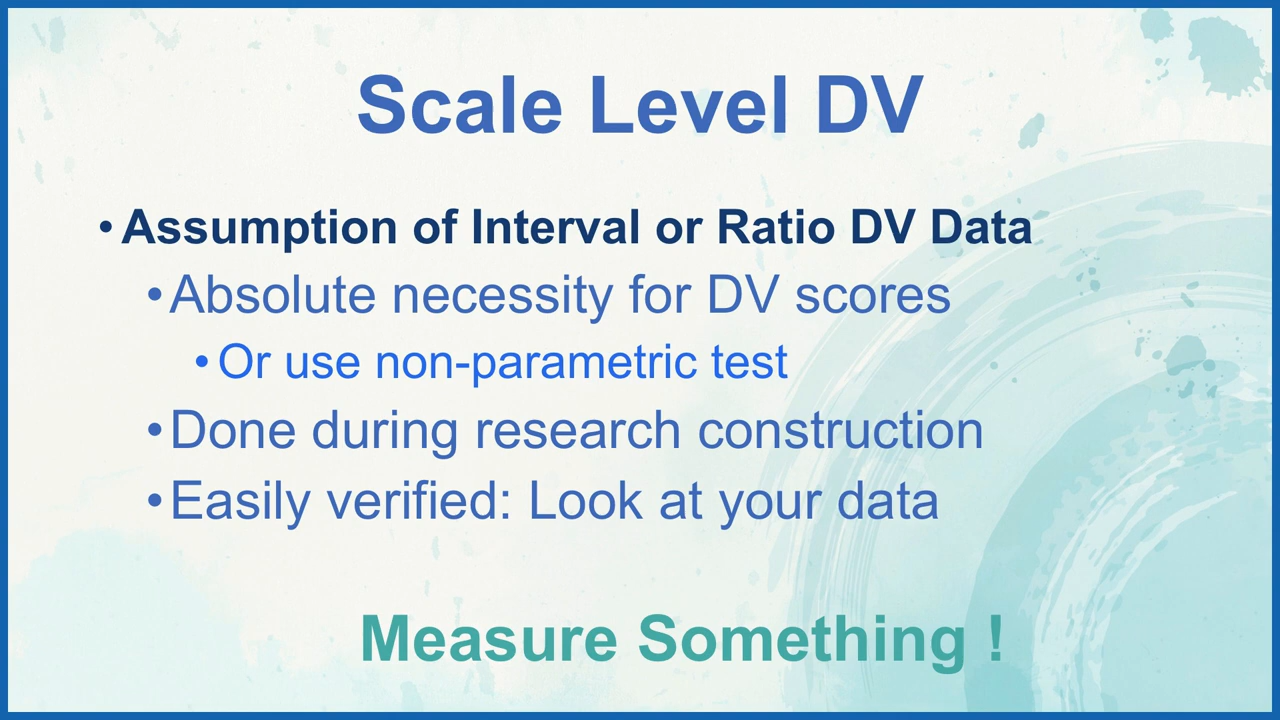 Scale Level DV
• Assumption of Interval or Ratio DV Data
• Absolute necessity for DV scores
• Or use non-parametric test
• Done during research construction
• Easily verified: Look at your data
Measure Something !